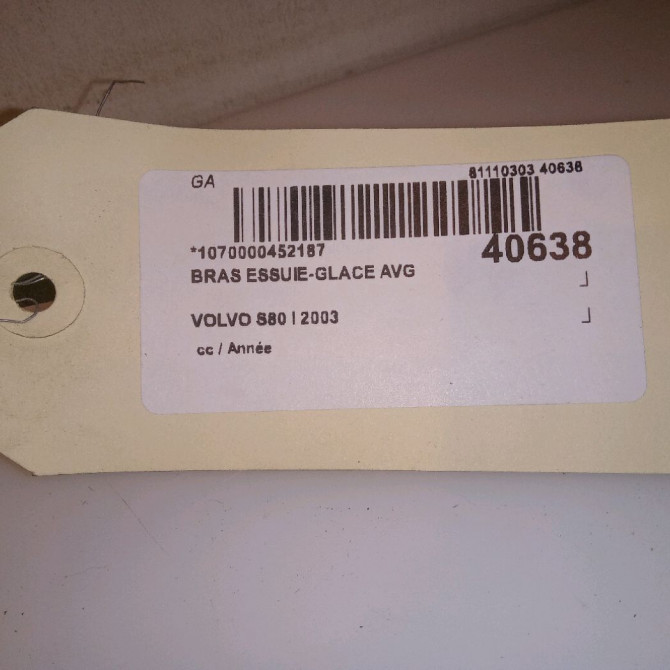 GA
81110303 40638
*1070000452187
40638
BRAS ESSUIE-GLACE AVG
VOLVO S80 I 2003
cc / Année